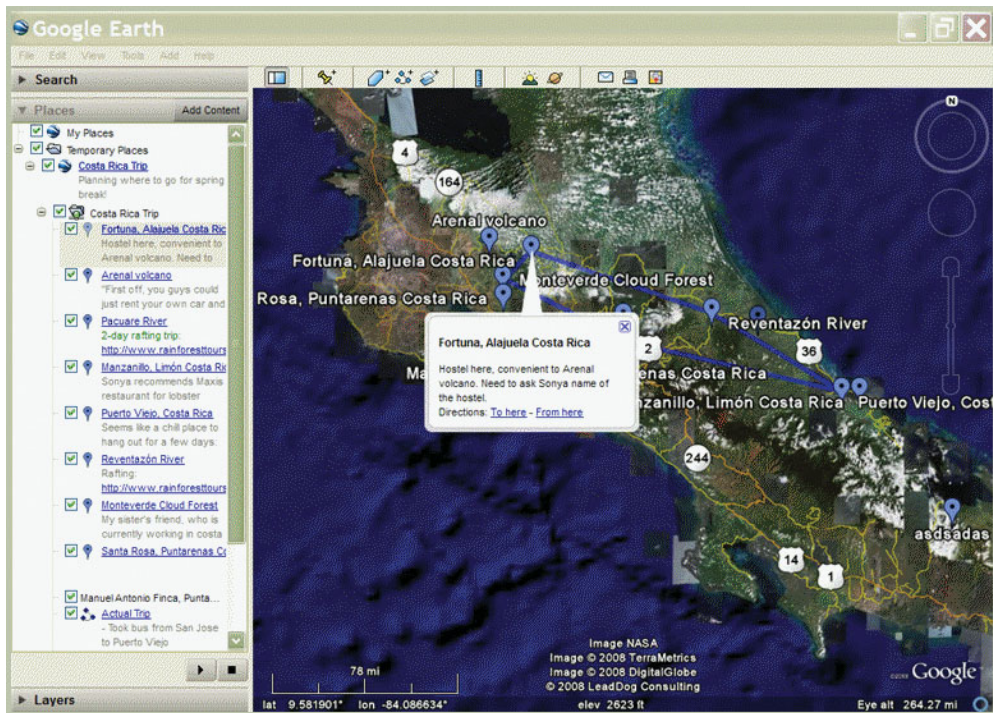 Google Earth
File Edit View Tools Add Help
Search
Places
Add Content
My Places
Temporary Places
Costa Rica Trip
Planning where to go for spring
break!
Costa Rica Trip
Fortuna, Alajuela Costa Ric
Hostel here, convenient to
Arenal volcano. Need to
Arenal volcano
"First off, you guys could
just rent your own car and
Pacuare River
2-day rafting trip:
http://www.rainforesttours
Manzanillo, Limón Costa Ric
Sonya recommends Maxis
restaurant for lobster
Puerto Viejo, Costa Rica
Seems like a chill place to
hang out for a few days:
Reventazón River
Rafting:
http://www.rainforesttours
Monteverde Cloud Forest
My sister's friend, who is
currently working in costa
Santa Rosa, Puntarenas Co
Manuel Antonio Finca, Punta...
Actual Trip
- Took bus from San Jose
to Puerto Viejo
Layers
N
4
164
Arenal volcano
Fortuna, Alajuela Costa Rica
Monteverde Cloud Forest
Rosa, Puntarenas Costa Rica
Reventazón River
2
36
Ma
enas Costa Rica
nzanillo, Limón Costa Rica
Puerto Viejo, Cost
Fortuna, Alajuela Costa Rica
Hostel here, convenient to Arenal
volcano. Need to ask Sonya name of
the hostel.
Directions: To here - From here
244
asdsadas
14
1
Image NASA
Image © 2008 TerraMetrics
Image © 2008 DigitalGlobe
© 2008 LeadDog Consulting
78 mi
©2008 Google
lat 9.581901° lon -84.086634°
elev 2623 ft
Eye alt 264.27 mi